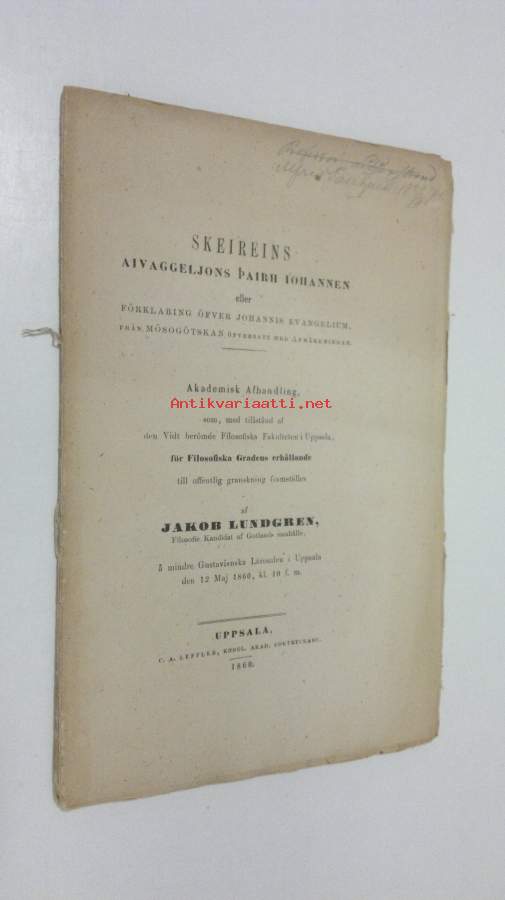 SKEIREINS
AIVAGGELJONS ÞAIRH IOHANNEN
eller
FÖRKLARING ÖFVER JOHANNIS EVANGELIUM,
FRÅN MÖSOGÖTSKAN ÖFVERSATT MED ANMÄRKNINGAR.
Akademisk Afhandling,
Antikvariaatti.net
som, med tillstånd af
den Vidt berömde Filosofiska Fakulteten i Uppsala,
för Filosofiska Gradens erhållande
till offentlig granskning framställes
af
JAKOB LUNDGREN,
Filosofie Kandidat af Gotlands nation
å mindre Gustavianska Lärosalen i Uppsala
den 12 Maj 1860, kl. 10 f. m.
UPPSALA,
C. A. LEFFLER, KONGL. AKAD. BOKTRYCKARE.
1860.